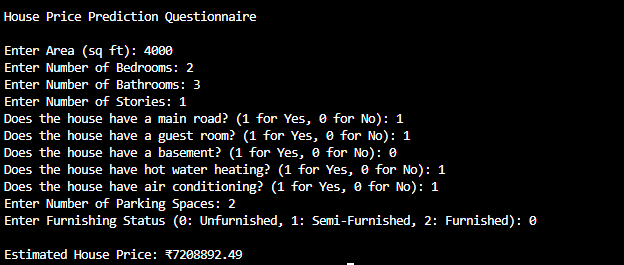 House Price Prediction Questionnaire
Enter Area (sq ft): 4000
Enter Number of Bedrooms: 2
Enter Number of Bathrooms: 3
Enter Number of Stories: 1
Does the house have a main road? (1 for Yes, 0 for No): 1
Does the house have a guest room? (1 for Yes, 0 for No): 1
Does the house have a basement? (1 for Yes, 0 for No): 0
Does the house have hot water heating? (1 for Yes, 0 for No): 1
Does the house have air conditioning? (1 for Yes, 0 for No): 1
Enter Number of Parking Spaces: 2
Enter Furnishing Status (0: Unfurnished, 1: Semi-Furnished, 2: Furnished): 0
Estimated House Price: ₹7208892.49